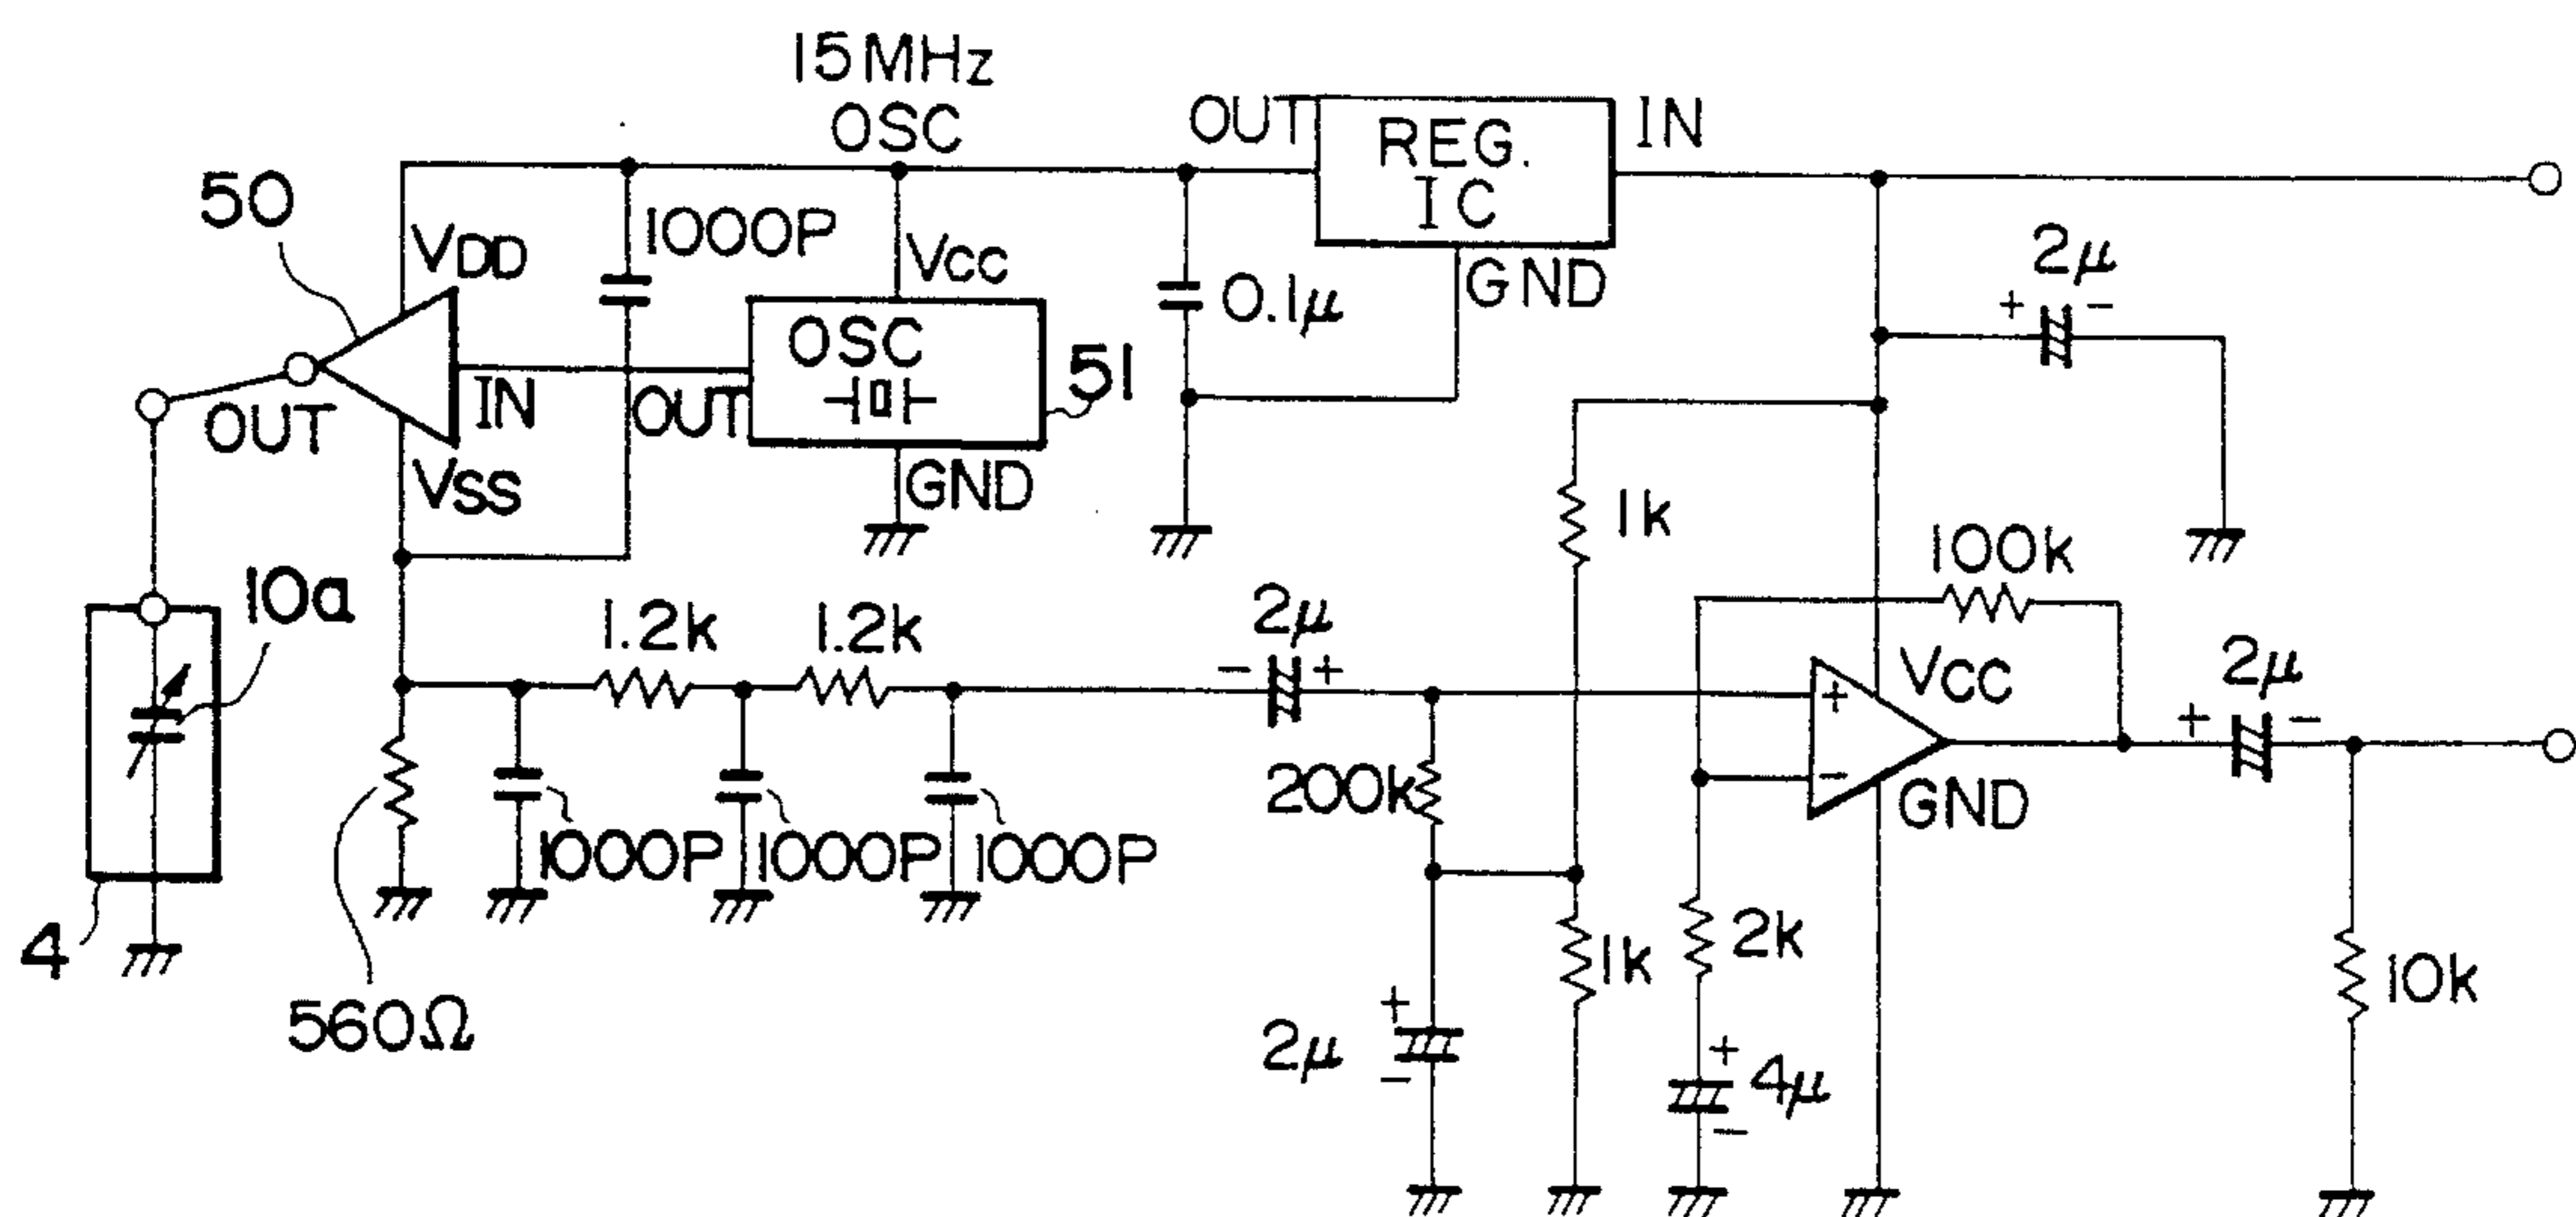 15MHz
OSC
OUT
REG.
IC
IN
50
VDD
1000P
Vcc
GND
2μ
+ -
0.1μ
OSC
51
IN
OUT
OUT
VSS
GND
1k
100k
10a
1.2k
1.2k
2μ
- +
VCC
2μ
+ -
+
-
200k
GND
1000P
1000P
1000P
4
560Ω
2k
1k
10k
+
2μ
-
+
4μ
-